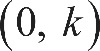 (0, k)